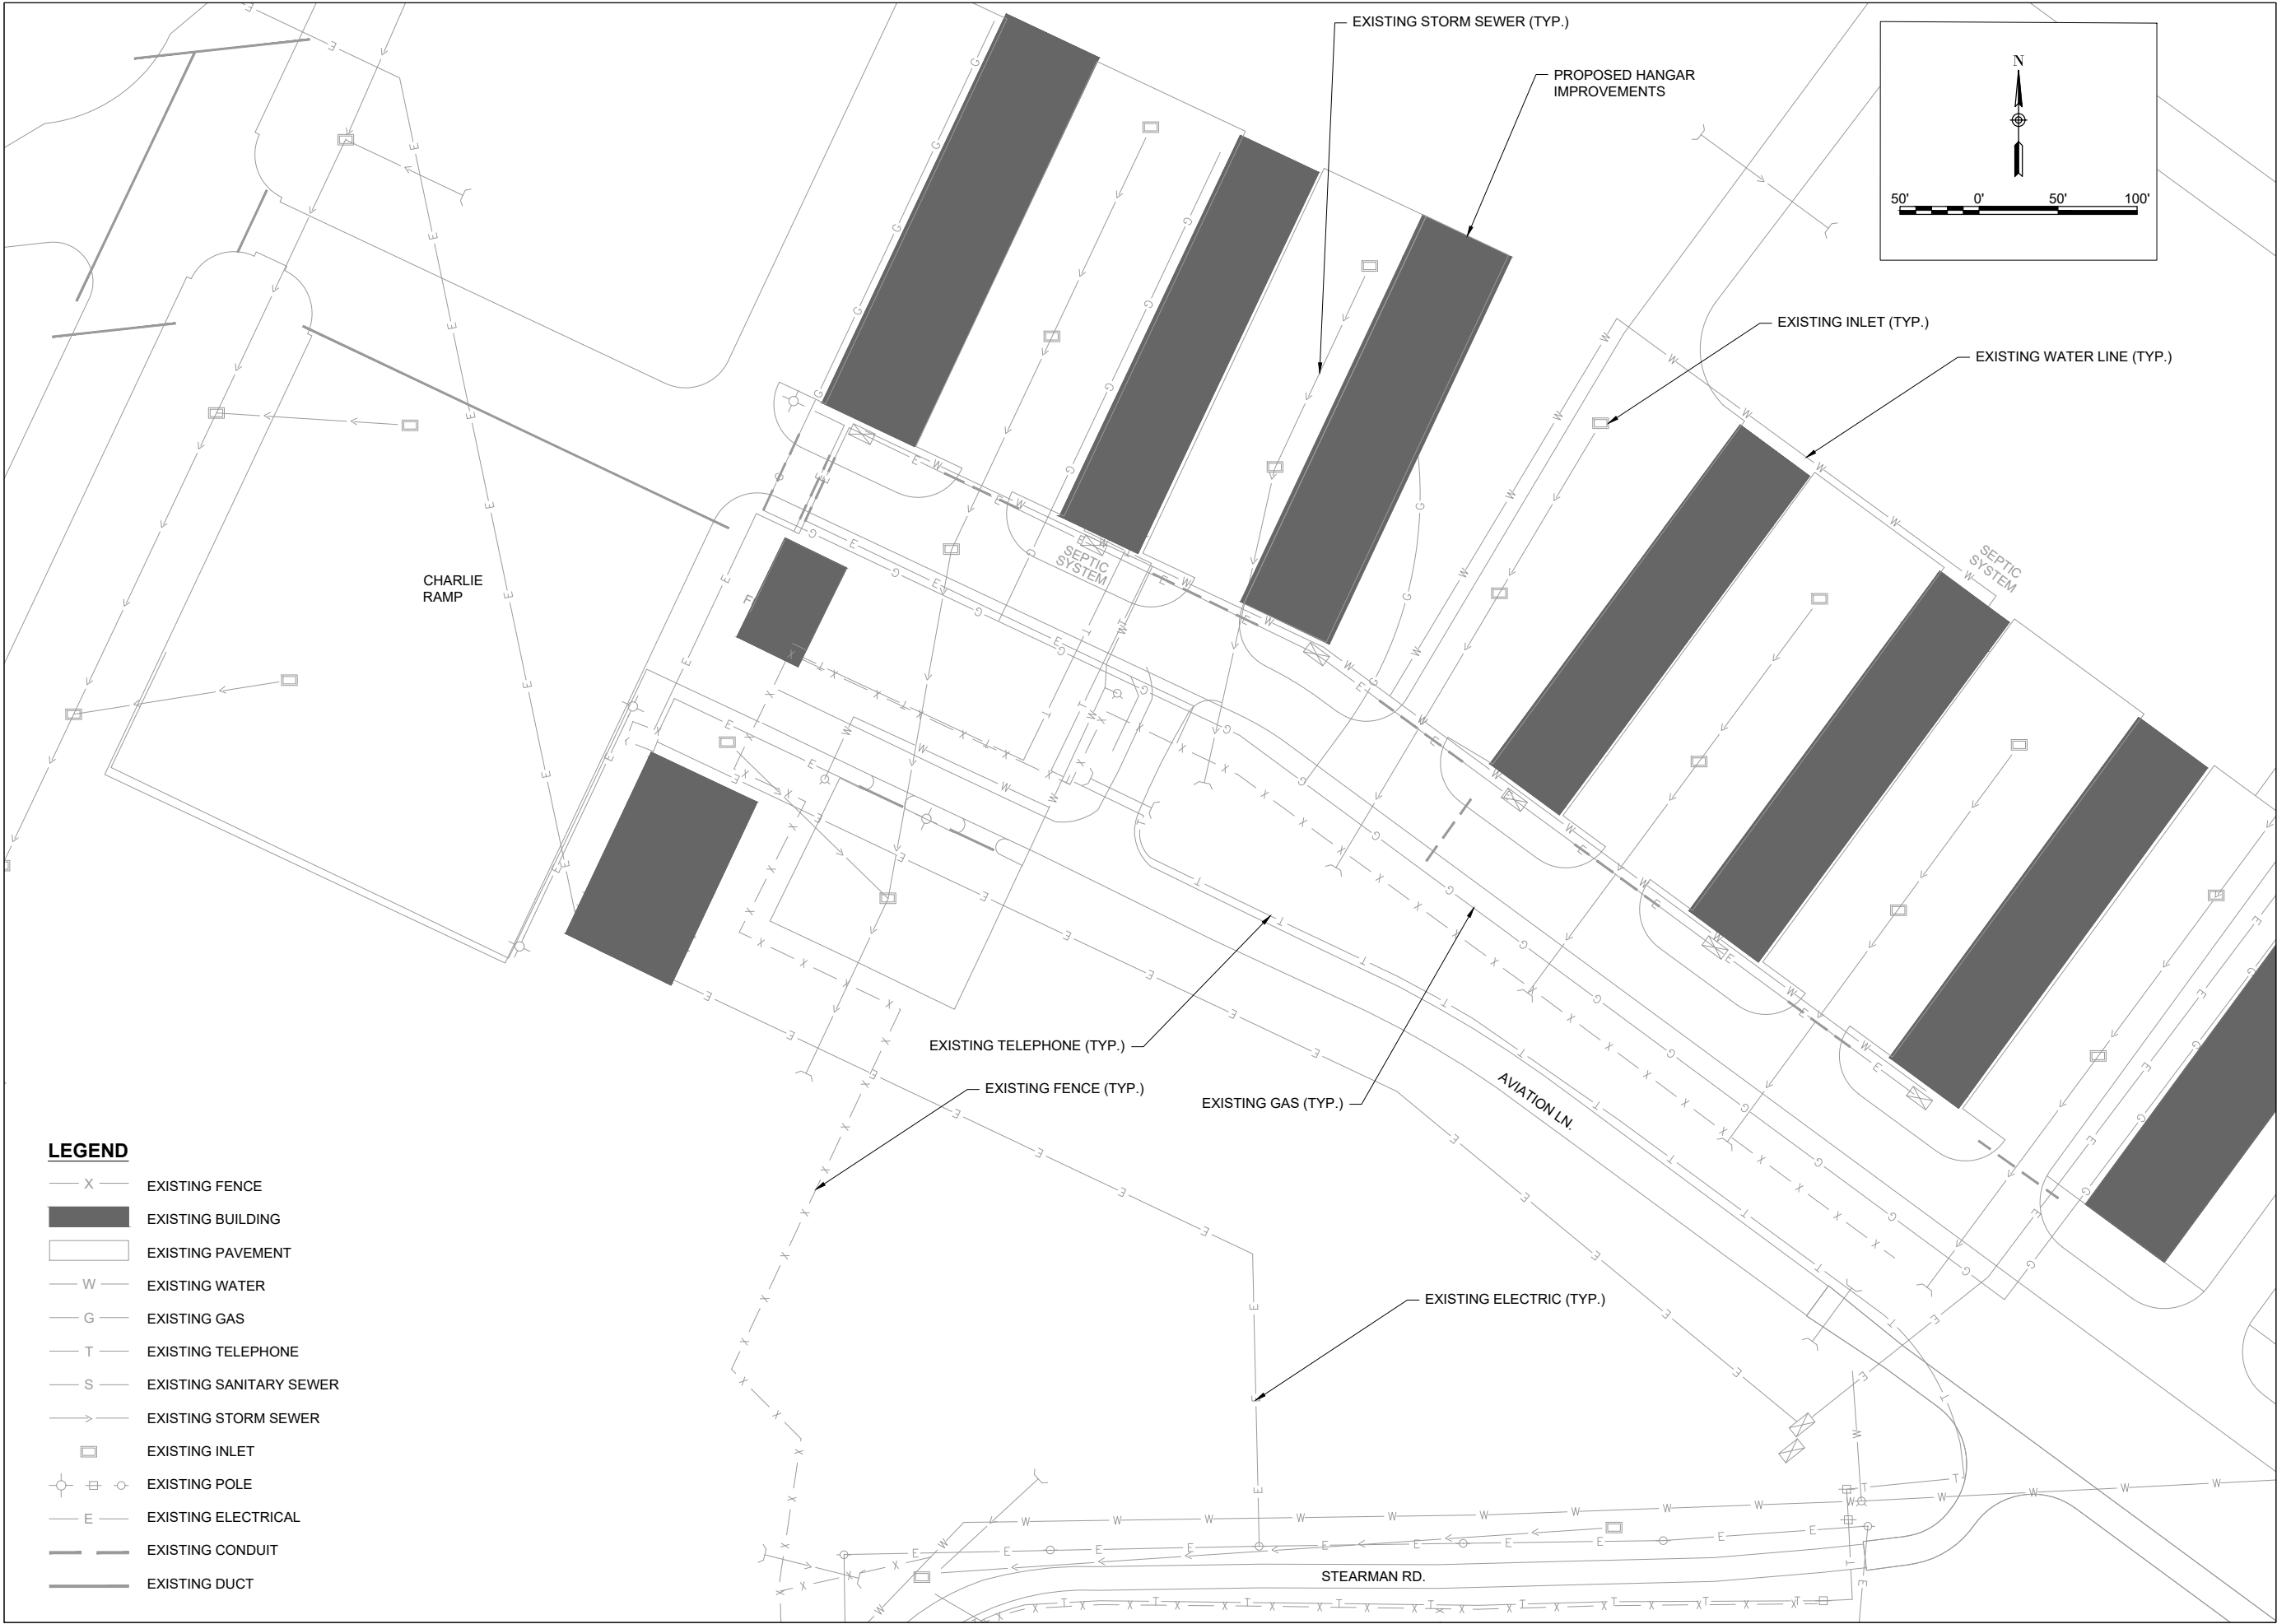 EXISTING STORM SEWER (TYP.)
PROPOSED HANGAR
IMPROVEMENTS
N
50' 0' 50' 100'
EXISTING INLET (TYP.)
EXISTING WATER LINE (TYP.)
SEPTIC
SYSTEM
SEPTIC
SYSTEM
CHARLIE
RAMP
EXISTING TELEPHONE (TYP.)
EXISTING FENCE (TYP.)
EXISTING GAS (TYP.)
AVIATION LN.
EXISTING ELECTRIC (TYP.)
STEARMAN RD.
LEGEND
X EXISTING FENCE
EXISTING BUILDING
EXISTING PAVEMENT
W EXISTING WATER
G EXISTING GAS
T EXISTING TELEPHONE
S EXISTING SANITARY SEWER
EXISTING STORM SEWER
EXISTING INLET
EXISTING POLE
E EXISTING ELECTRICAL
EXISTING CONDUIT
EXISTING DUCT